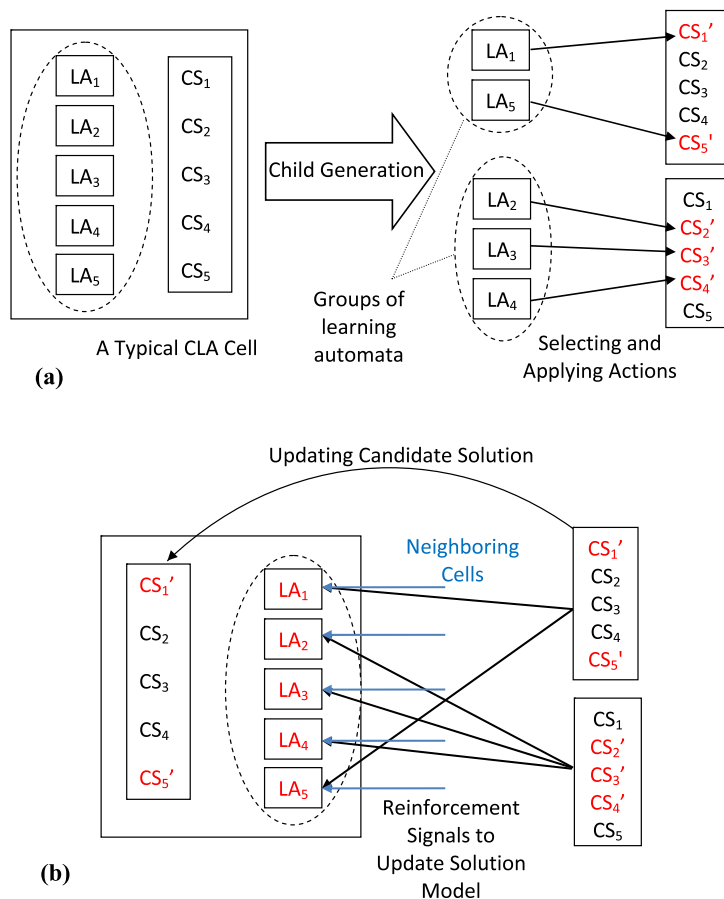 LA₁
LA₂
LA₃
LA₄
LA₅
CS₁
CS₂
CS₃
CS₄
CS₅
A Typical CLA Cell
(a)
Child Generation
LA₁
LA₅
LA₂
LA₃
LA₄
Groups of
learning
automata
CS₁’
CS₂
CS₃
CS₄
CS₅'
CS₁
CS₂’
CS₃’
CS₄’
CS₅
Selecting and
Applying Actions
Updating Candidate Solution
CS₁’
CS₂
CS₃
CS₄
CS₅’
LA₁
LA₂
LA₃
LA₄
LA₅
Neighboring
Cells
CS₁’
CS₂
CS₃
CS₄
CS₅'
CS₁
CS₂’
CS₃’
CS₄’
CS₅
Reinforcement
Signals to
Update Solution
Model
(b)